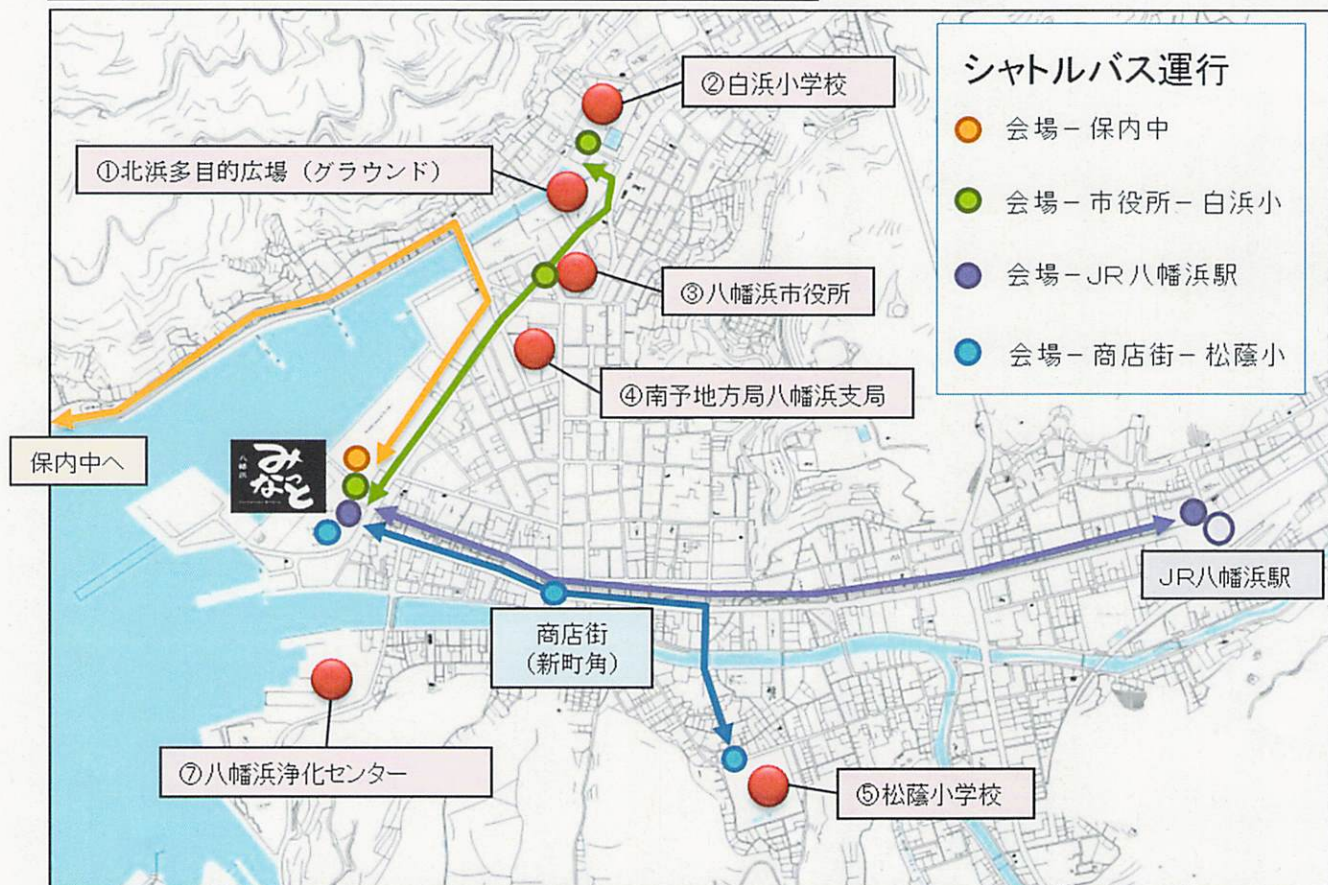 シャトルバス運行
会場－保内中
会場－市役所－白浜小
会場－JR八幡浜駅
会場－商店街－松蔭小
②白浜小学校
①北浜多目的広場（グラウンド）
③八幡浜市役所
④南予地方局八幡浜支局
保内中へ
八幡浜
みなっと
JR八幡浜駅
商店街
（新町角）
⑦八幡浜浄化センター
⑤松蔭小学校